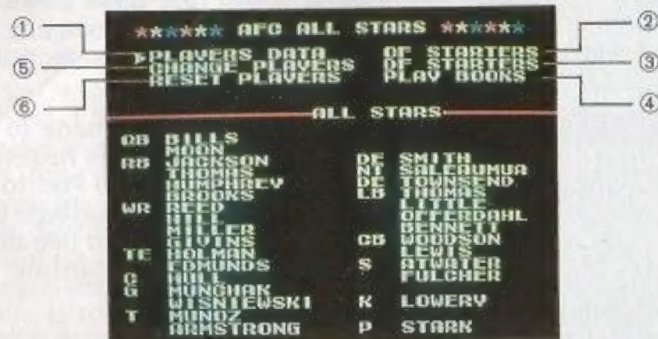 ★★★★★★ AFC ALL STARS ★★★★★★
① PLAYERS DATA OF STARTERS ②
⑤ CHANGE PLAYERS DF STARTERS ③
⑥ RESET PLAYERS PLAY BOOKS ④
ALL STARS
QB BILLS
MOON
RB JACKSON
THOMAS
HUMPHREY
BROOKS
WR REED
HILL
MILLER
GIVINS
TE HOLMAN
EDMUNDS
C HULL
G MUNCHAK
WISNIEWSKI
T MUNOZ
ARMSTRONG
DE SMITH
NT SALEAUMUA
DE TOWNSEND
LB THOMAS
LITTLE
OFFERDAHL
BENNETT
CB WOODSON
LEWIS
S ATWATER
FULCHER
K LOWERY
P STARK